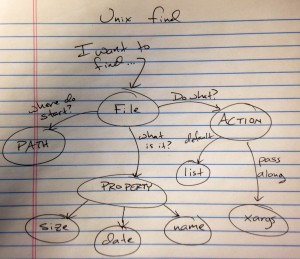 Unix find
I want to
find...
where do
start?
File
Do what?
PATH
what
is it?
ACTION
default
list
pass
along
PROPERTY
size
date
name
xargs